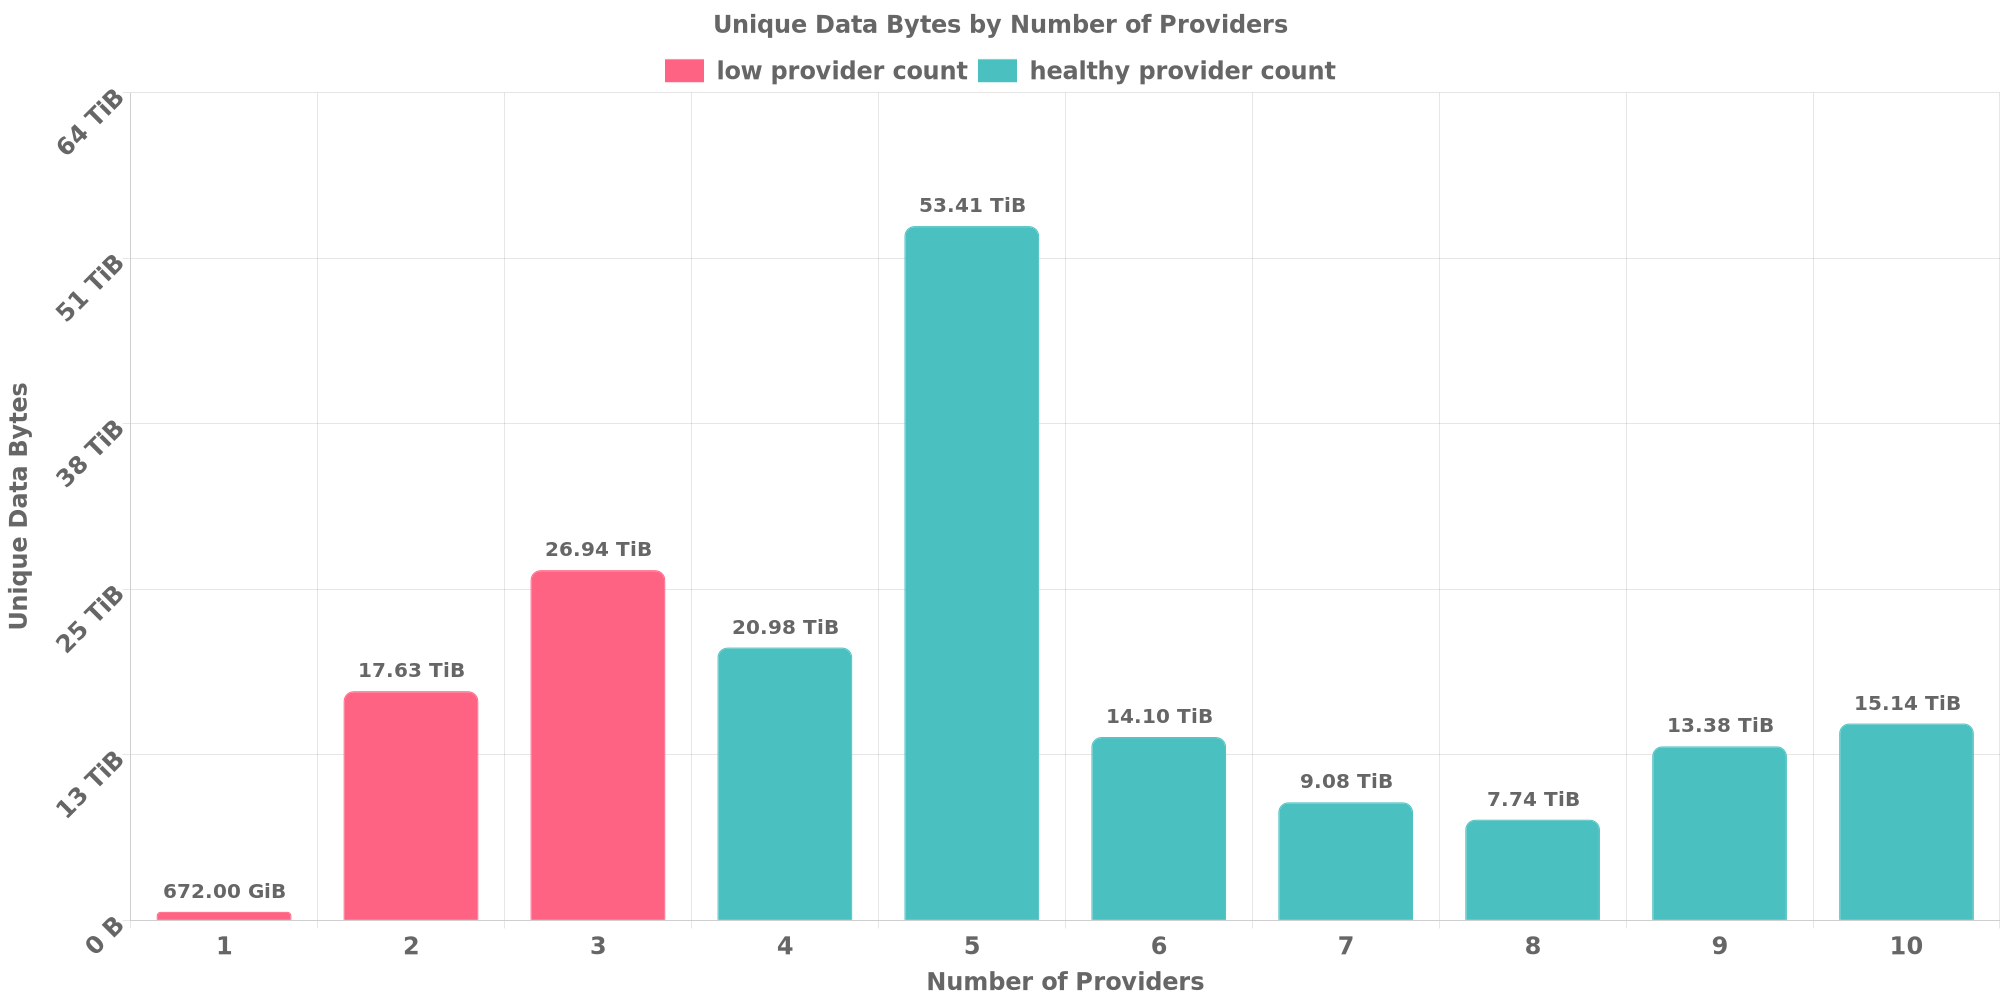 Unique Data Bytes by Number of Providers
low provider count healthy provider count
64 TiB
51 TiB
38 TiB
25 TiB
13 TiB
0 B
Unique Data Bytes
672.00 GiB
17.63 TiB
26.94 TiB
20.98 TiB
53.41 TiB
14.10 TiB
9.08 TiB
7.74 TiB
13.38 TiB
15.14 TiB
1 2 3 4 5 6 7 8 9 10
Number of Providers